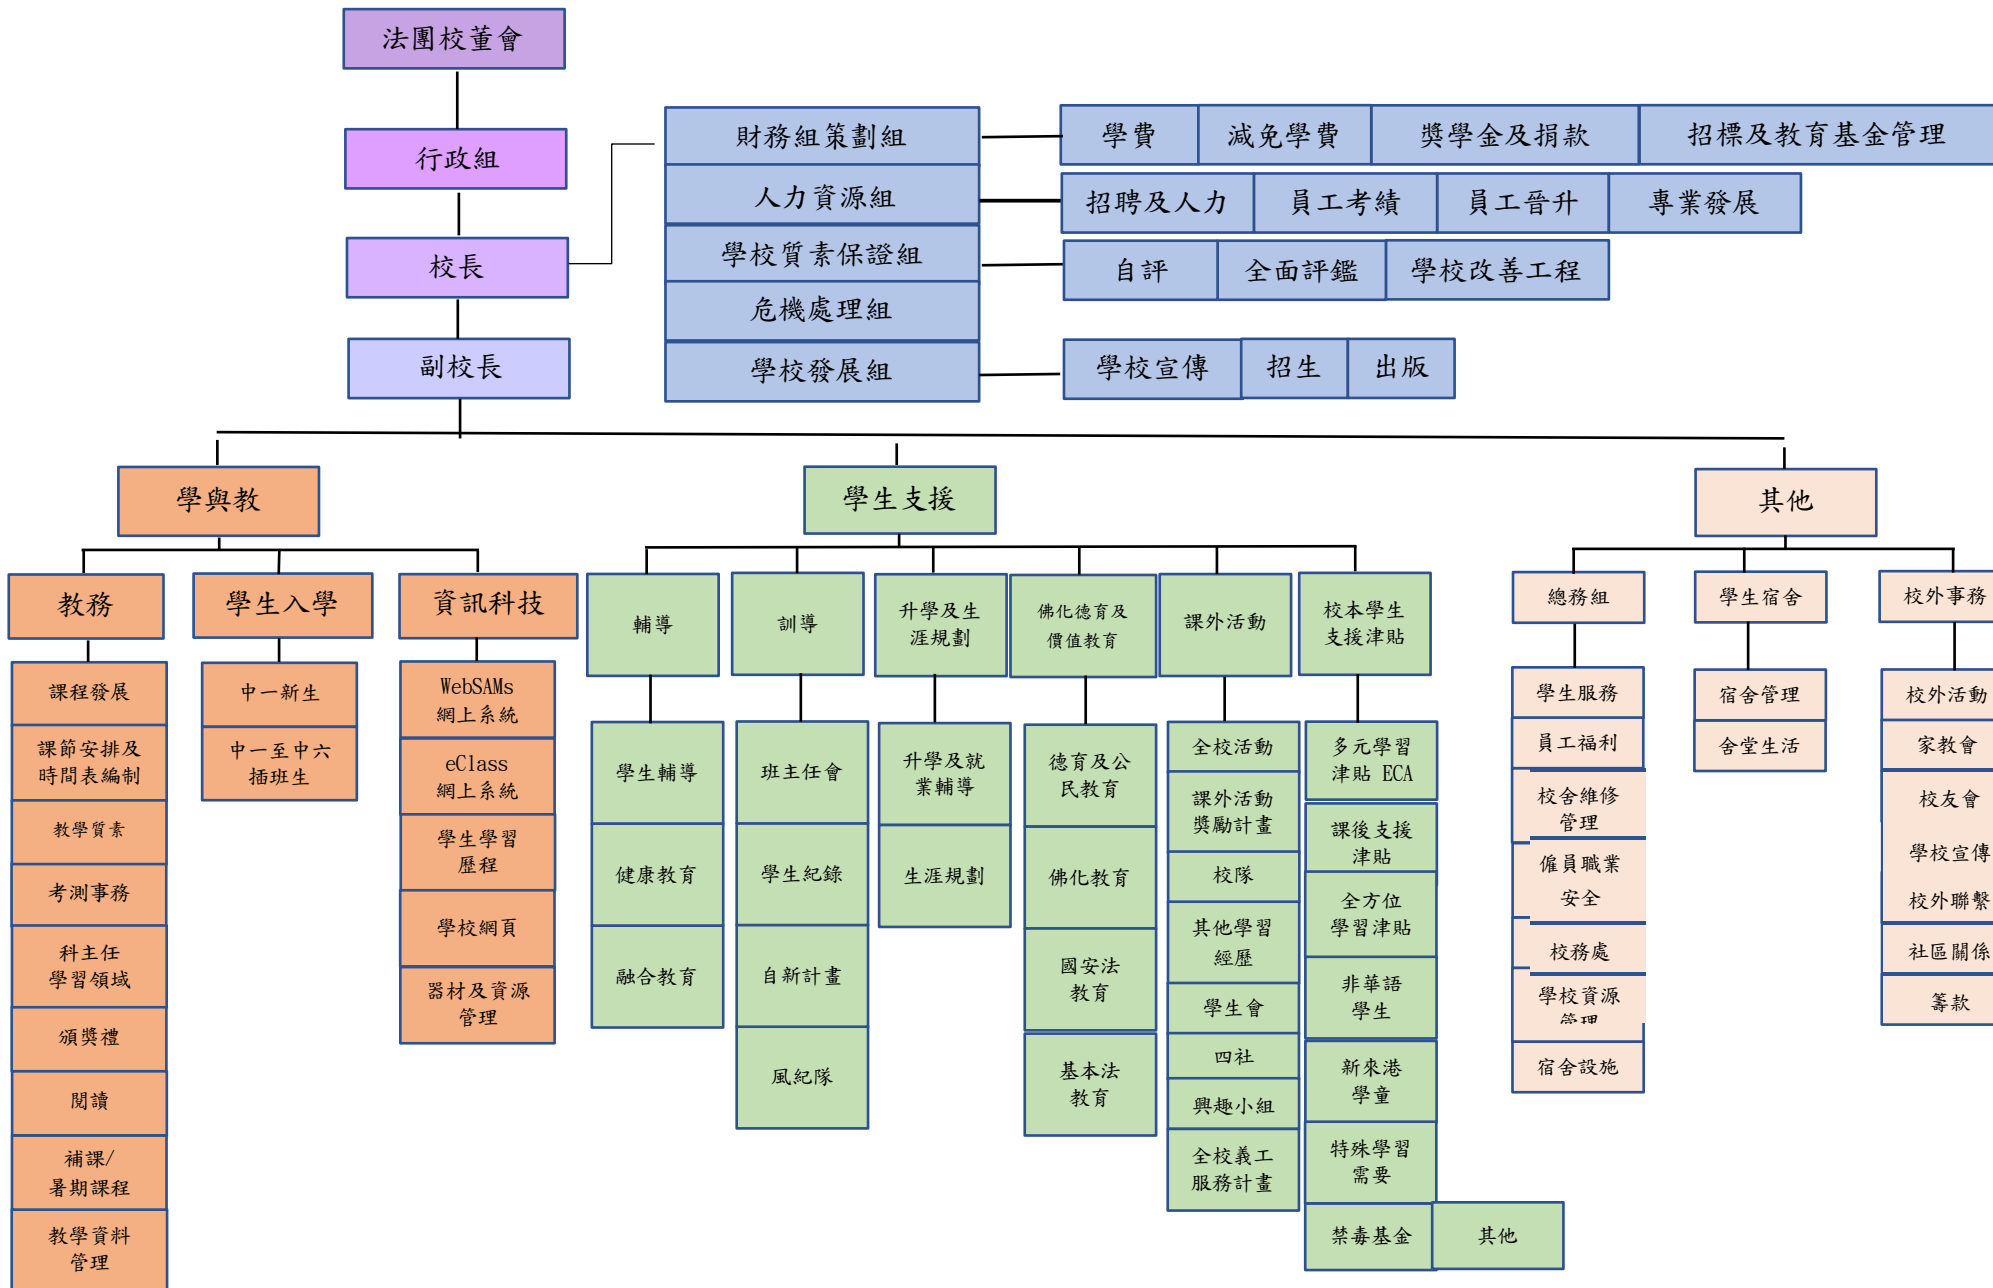 法團校董會
行政組
校長
副校長
財務組策劃組
學費
減免學費
獎學金及捐款
招標及教育基金管理
人力資源組
招聘及人力
員工考績
員工晉升
專業發展
學校質素保證組
自評
全面評鑑
學校改善工程
危機處理組
學校發展組
學校宣傳
招生
出版
學與教
教務
課程發展
課節安排及
時間表編制
教學質素
考測事務
科主任
學習領域
頒獎禮
閱讀
補課/
暑期課程
教學資料
管理
學生入學
中一新生
中一至中六
插班生
資訊科技
WebSAMs
網上系統
eClass
網上系統
學生學習
歷程
學校網頁
器材及資源
管理
學生支援
輔導
學生輔導
健康教育
融合教育
訓導
班主任會
學生紀錄
自新計畫
風紀隊
升學及生
涯規劃
升學及就
業輔導
生涯規劃
佛化德育及
價值教育
德育及公
民教育
佛化教育
國安法
教育
基本法
教育
課外活動
全校活動
課外活動
獎勵計畫
校隊
其他學習
經歷
學生會
四社
興趣小組
全校義工
服務計畫
校本學生
支援津貼
多元學習
津貼 ECA
課後支援
津貼
全方位
學習津貼
非華語
學生
新來港
學童
特殊學習
需要
禁毒基金
其他
其他
總務組
學生服務
員工福利
校舍維修
管理
僱員職業
安全
校務處
學校資源
管理
宿舍設施
學生宿舍
宿舍管理
舍堂生活
校外事務
校外活動
家教會
校友會
學校宣傳
校外聯繫
社區關係
籌款